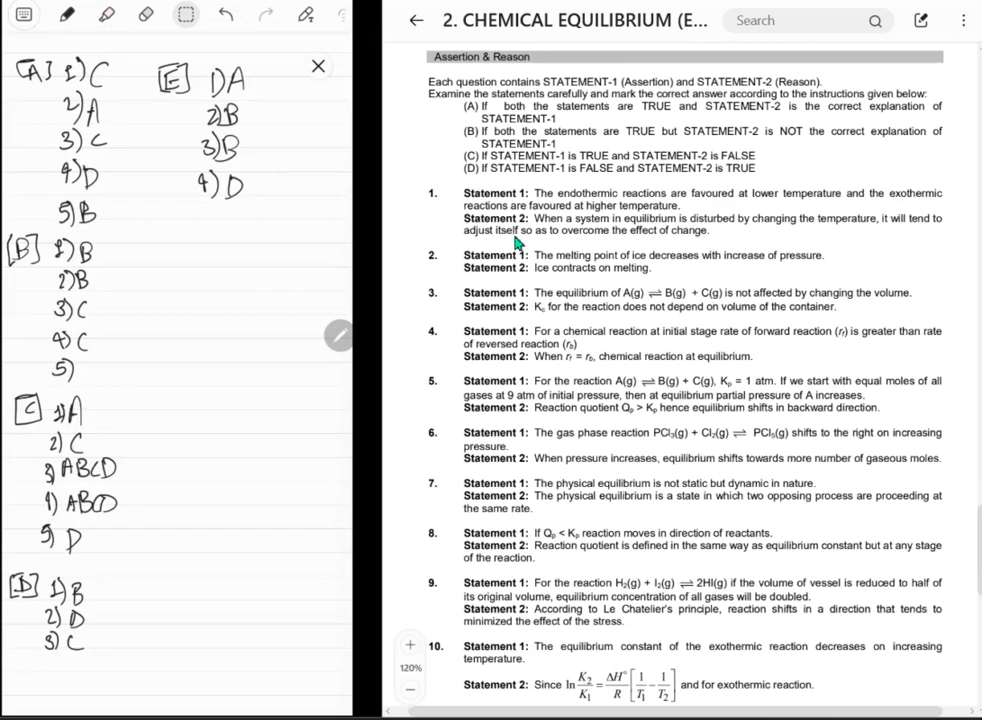 [A] 1) C
2) A
3) C
4) D
5) B
[B] 1) B
2) B
3) C
4) C
5)
[C] 1) A
2) C
3) ABCD
4) ABCD
5) D
[D] 1) B
2) D
3) C
[E] 1) A
2) B
3) B
4) D
2. CHEMICAL EQUILIBRIUM (E...
Search
Assertion & Reason
Each question contains STATEMENT-1 (Assertion) and STATEMENT-2 (Reason).
Examine the statements carefully and mark the correct answer according to the instructions given below:
(A) If both the statements are TRUE and STATEMENT-2 is the correct explanation of
STATEMENT-1
(B) If both the statements are TRUE but STATEMENT-2 is NOT the correct explanation of
STATEMENT-1
(C) If STATEMENT-1 is TRUE and STATEMENT-2 is FALSE
(D) If STATEMENT-1 is FALSE and STATEMENT-2 is TRUE
1. Statement 1: The endothermic reactions are favoured at lower temperature and the exothermic
reactions are favoured at higher temperature.
Statement 2: When a system in equilibrium is disturbed by changing the temperature, it will tend to
adjust itself so as to overcome the effect of change.
2. Statement 1: The melting point of ice decreases with increase of pressure.
Statement 2: Ice contracts on melting.
3. Statement 1: The equilibrium of A(g) ⇌ B(g) + C(g) is not affected by changing the volume.
Statement 2: Kc for the reaction does not depend on volume of the container.
4. Statement 1: For a chemical reaction at initial stage rate of forward reaction (rf) is greater than rate
of reversed reaction (rb)
Statement 2: When rf = rb, chemical reaction at equilibrium.
5. Statement 1: For the reaction A(g) ⇌ B(g) + C(g), Kp = 1 atm. If we start with equal moles of all
gases at 9 atm of initial pressure, then at equilibrium partial pressure of A increases.
Statement 2: Reaction quotient Qp > Kp hence equilibrium shifts in backward direction.
6. Statement 1: The gas phase reaction PCl3(g) + Cl2(g) ⇌ PCl5(g) shifts to the right on increasing
pressure.
Statement 2: When pressure increases, equilibrium shifts towards more number of gaseous moles.
7. Statement 1: The physical equilibrium is not static but dynamic in nature.
Statement 2: The physical equilibrium is a state in which two opposing process are proceeding at
the same rate.
8. Statement 1: If Qp < Kp reaction moves in direction of reactants.
Statement 2: Reaction quotient is defined in the same way as equilibrium constant but at any stage
of the reaction.
9. Statement 1: For the reaction H2(g) + I2(g) ⇌ 2HI(g) if the volume of vessel is reduced to half of
its original volume, equilibrium concentration of all gases will be doubled.
Statement 2: According to Le Chatelier's principle, reaction shifts in a direction that tends to
minimized the effect of the stress.
10. Statement 1: The equilibrium constant of the exothermic reaction decreases on increasing
temperature.
120%
Statement 2: Since ln K2/K1 = ΔH°/R [1/T1 − 1/T2] and for exothermic reaction.